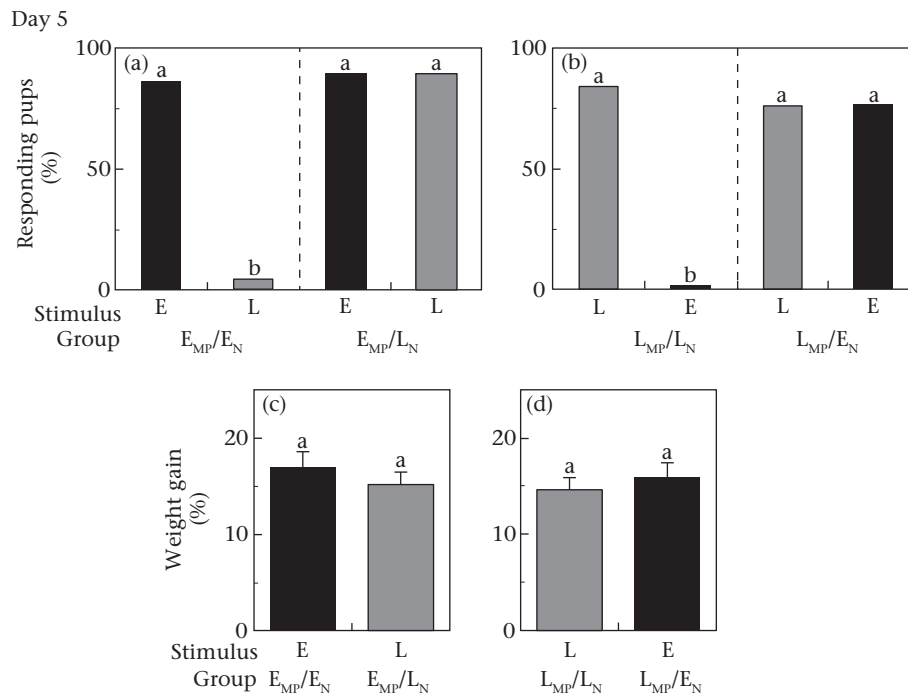 Day 5
(a) (b)
100 100
a a a a a a
Responding pups
(%)
50 50
b b
0 0
Stimulus E L E L L E L E
Group E_MP/E_N E_MP/L_N L_MP/L_N L_MP/E_N
(c) (d)
20 20
a a a a
Weight gain
(%)
10 10
0 0
Stimulus E L L E
Group E_MP/E_N E_MP/L_N L_MP/L_N L_MP/E_N